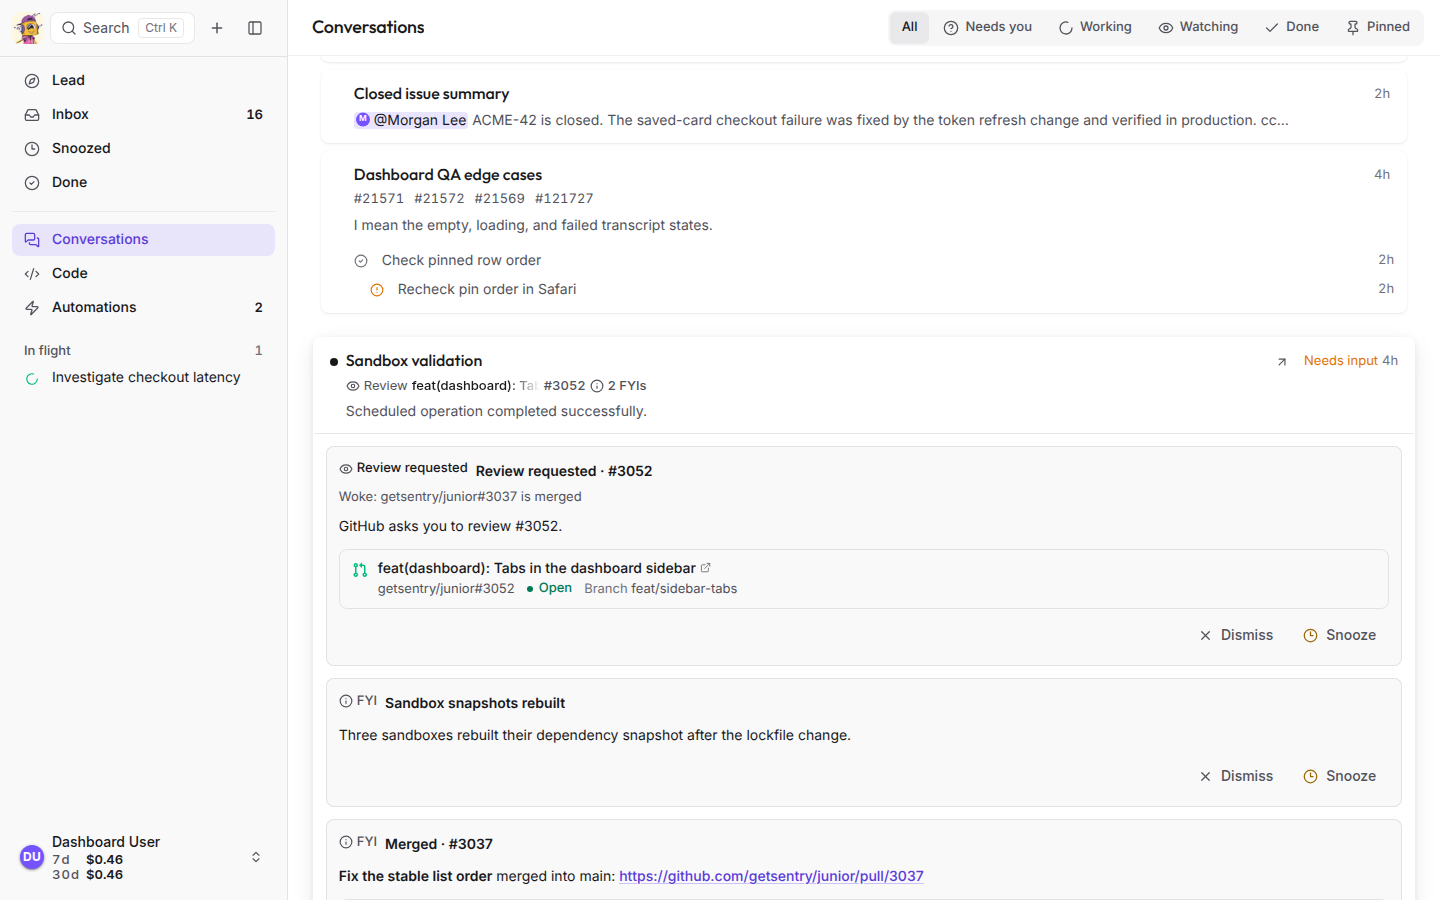 Search Ctrl K
Lead
Inbox 16
Snoozed
Done
Conversations
Code
Automations 2
In flight 1
Investigate checkout latency
DU Dashboard User
7d $0.46
30d $0.46
Conversations
All Needs you Working Watching Done Pinned
Closed issue summary 2h
M @Morgan Lee ACME-42 is closed. The saved-card checkout failure was fixed by the token refresh change and verified in production. cc...
Dashboard QA edge cases 4h
#21571 #21572 #21569 #121727
I mean the empty, loading, and failed transcript states.
Check pinned row order 2h
Recheck pin order in Safari 2h
Sandbox validation Needs input 4h
Review feat(dashboard): Tab #3052 2 FYIs
Scheduled operation completed successfully.
Review requested Review requested · #3052
Woke: getsentry/junior#3037 is merged
GitHub asks you to review #3052.
feat(dashboard): Tabs in the dashboard sidebar
getsentry/junior#3052 Open Branch feat/sidebar-tabs
Dismiss Snooze
FYI Sandbox snapshots rebuilt
Three sandboxes rebuilt their dependency snapshot after the lockfile change.
Dismiss Snooze
FYI Merged · #3037
Fix the stable list order merged into main: https://github.com/getsentry/junior/pull/3037